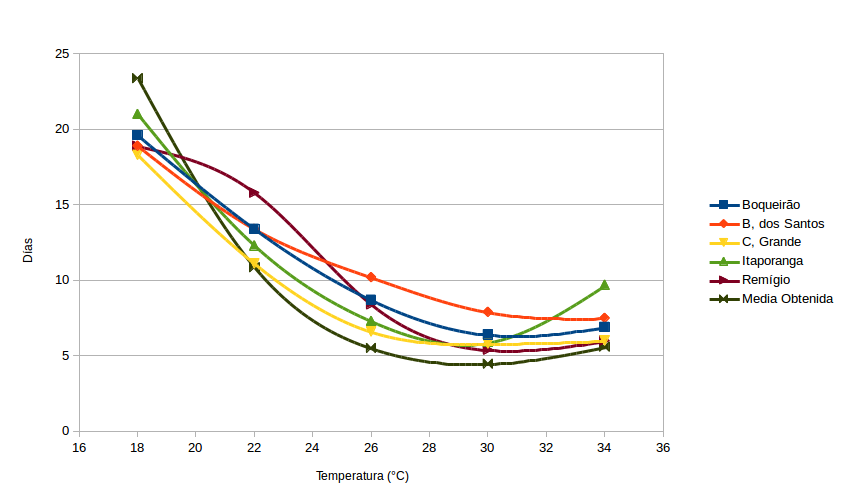 25
20
15
10
5
0
16 18 20 22 24 26 28 30 32 34 36
Dias
Temperatura (°C)
Boqueirão
B, dos Santos
C, Grande
Itaporanga
Remígio
Media Obtenida